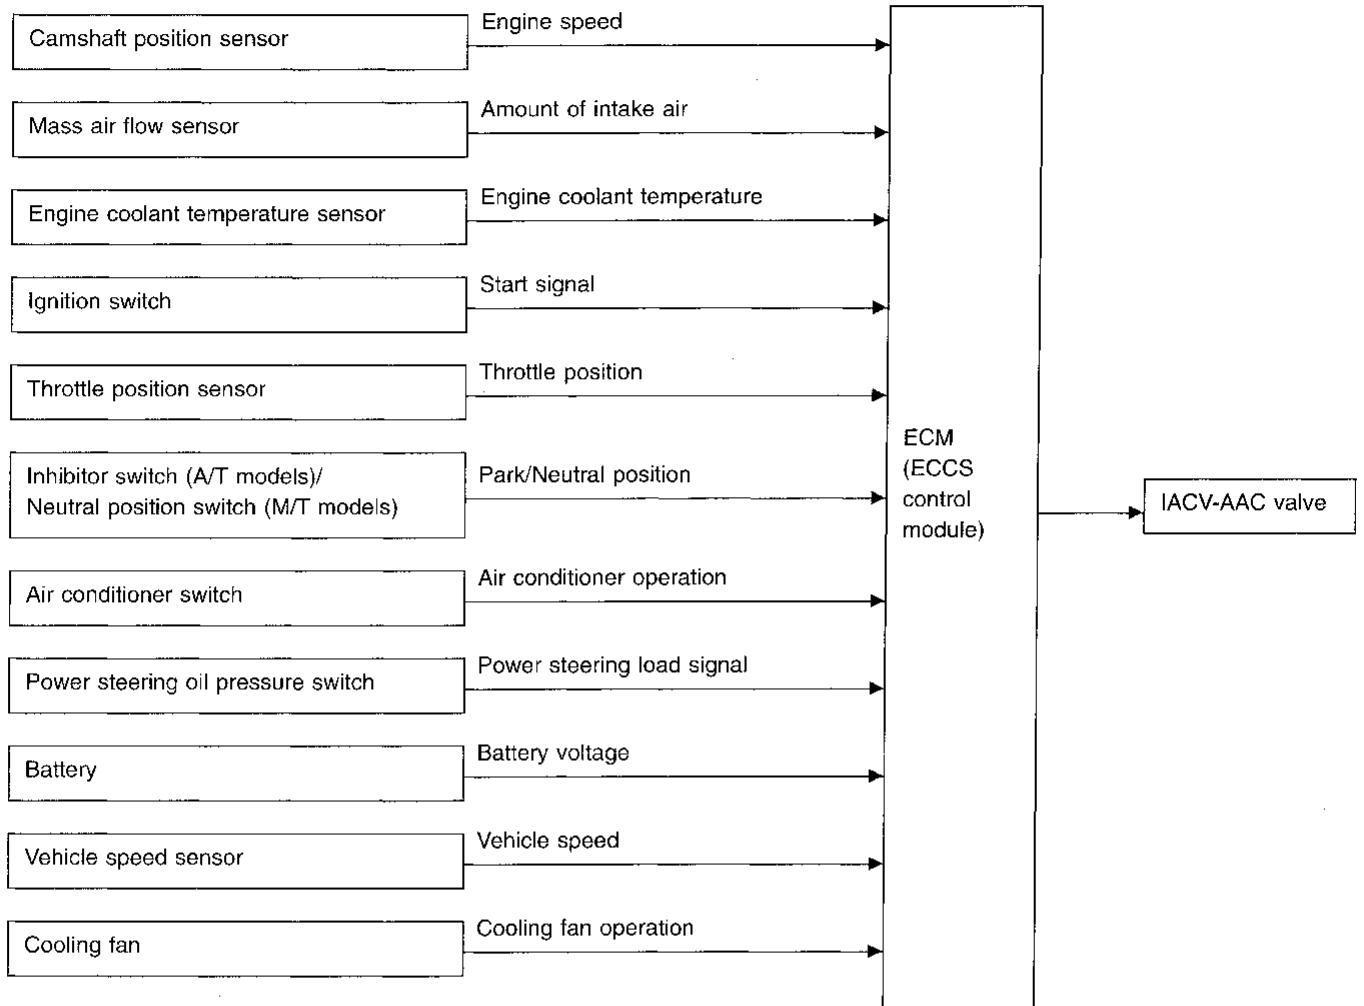 Camshaft position sensor
Engine speed
Mass air flow sensor
Amount of intake air
Engine coolant temperature sensor
Engine coolant temperature
Ignition switch
Start signal
Throttle position sensor
Throttle position
Inhibitor switch (A/T models)/
Neutral position switch (M/T models)
Park/Neutral position
Air conditioner switch
Air conditioner operation
Power steering oil pressure switch
Power steering load signal
Battery
Battery voltage
Vehicle speed sensor
Vehicle speed
Cooling fan
Cooling fan operation
ECM
(ECCS
control
module)
IACV-AAC valve